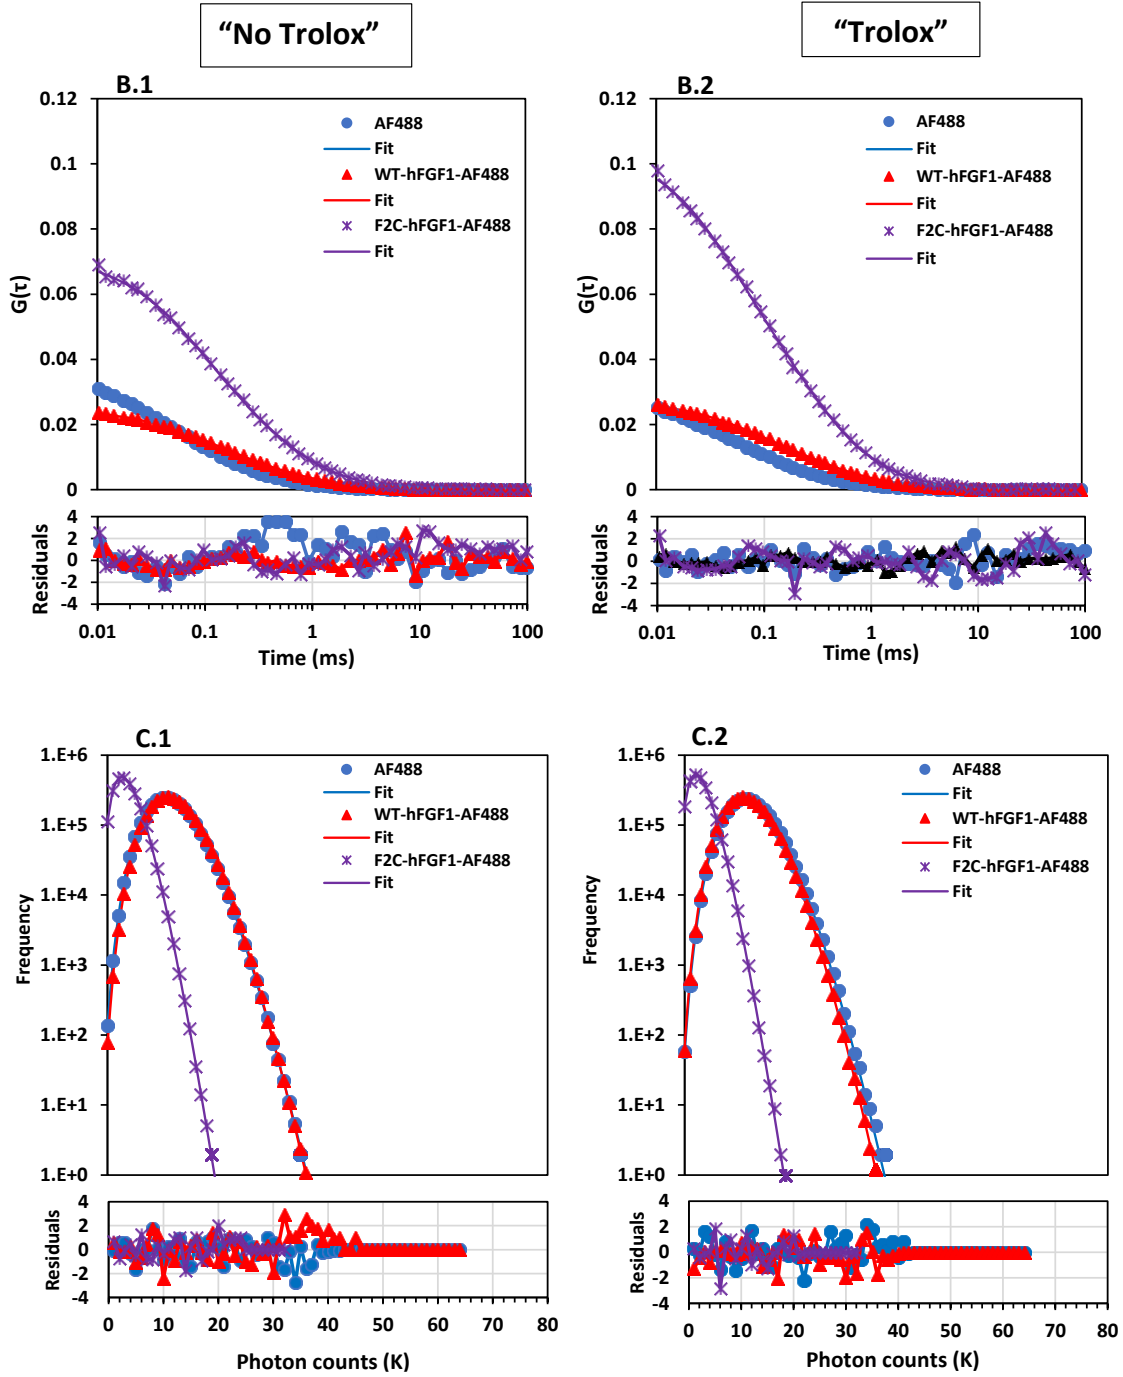 “No Trolox”
“Trolox”
B.1
0.12
0.1
0.08
0.06
0.04
0.02
0
G(τ)
AF488
Fit
WT-hFGF1-AF488
Fit
F2C-hFGF1-AF488
Fit
4
2
0
-2
-4
Residuals
0.01
0.1
1
10
100
Time (ms)
B.2
0.12
0.1
0.08
0.06
0.04
0.02
0
G(τ)
AF488
Fit
WT-hFGF1-AF488
Fit
F2C-hFGF1-AF488
Fit
4
2
0
-2
-4
Residuals
0.01
0.1
1
10
100
Time (ms)
C.1
1.E+6
1.E+5
1.E+4
1.E+3
1.E+2
1.E+1
1.E+0
Frequency
AF488
Fit
WT-hFGF1-AF488
Fit
F2C-hFGF1-AF488
Fit
4
2
0
-2
-4
Residuals
0
10
20
30
40
50
60
70
80
Photon counts (K)
C.2
1.E+6
1.E+5
1.E+4
1.E+3
1.E+2
1.E+1
1.E+0
Frequency
AF488
Fit
WT-hFGF1-AF488
Fit
F2C-hFGF1-AF488
Fit
4
2
0
-2
-4
Residuals
0
10
20
30
40
50
60
70
80
Photon counts (K)